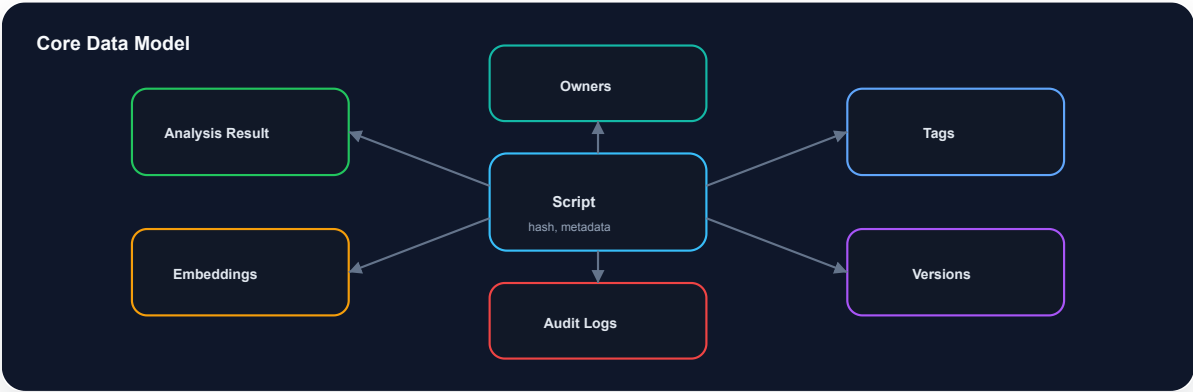 Core Data Model
Owners
Analysis Result
Tags
Script
hash, metadata
Embeddings
Versions
Audit Logs